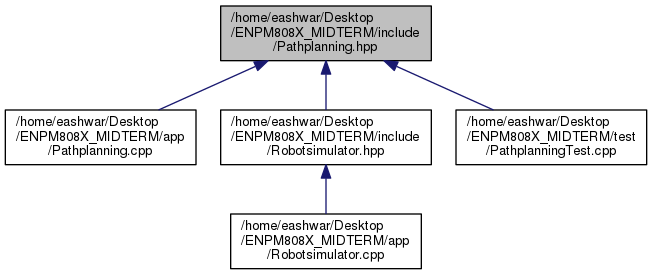 /home/eashwar/Desktop
/ENPM808X_MIDTERM/include
/Pathplanning.hpp
/home/eashwar/Desktop
/ENPM808X_MIDTERM/app
/Pathplanning.cpp
/home/eashwar/Desktop
/ENPM808X_MIDTERM/include
/Robotsimulator.hpp
/home/eashwar/Desktop
/ENPM808X_MIDTERM/test
/PathplanningTest.cpp
/home/eashwar/Desktop
/ENPM808X_MIDTERM/app
/Robotsimulator.cpp